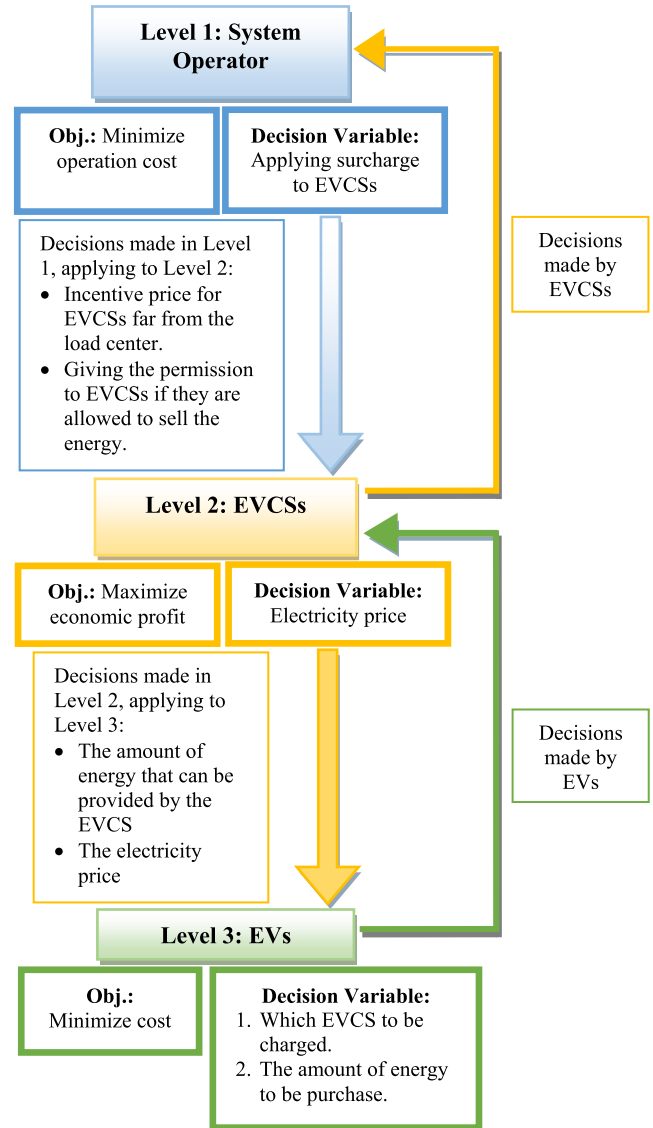 Level 1: System
Operator
Obj.: Minimize
operation cost
Decision Variable:
Applying surcharge
to EVCSs
Decisions made in Level
1, applying to Level 2:
• Incentive price for
EVCSs far from the
load center.
• Giving the permission
to EVCSs if they are
allowed to sell the
energy.
Decisions
made by
EVCSs
Level 2: EVCSs
Obj.: Maximize
economic profit
Decision Variable:
Electricity price
Decisions made in
Level 2, applying to
Level 3:
• The amount of
energy that can be
provided by the
EVCS
• The electricity
price
Decisions
made by
EVs
Level 3: EVs
Obj.:
Minimize cost
Decision Variable:
1. Which EVCS to be
charged.
2. The amount of energy
to be purchase.